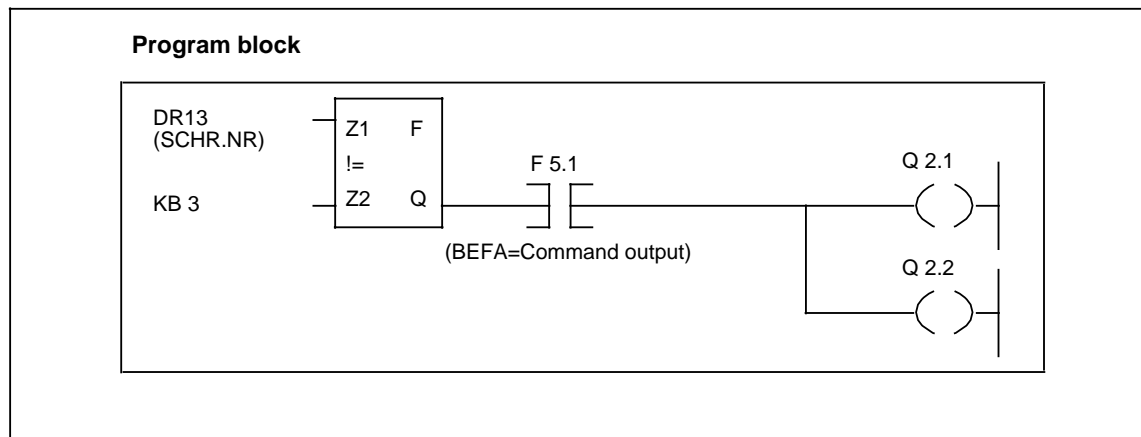 Program block
DR13
(SCHR.NR)
Z1 F
!=
Z2 Q
KB 3
F 5.1
(BEFA=Command output)
Q 2.1
Q 2.2